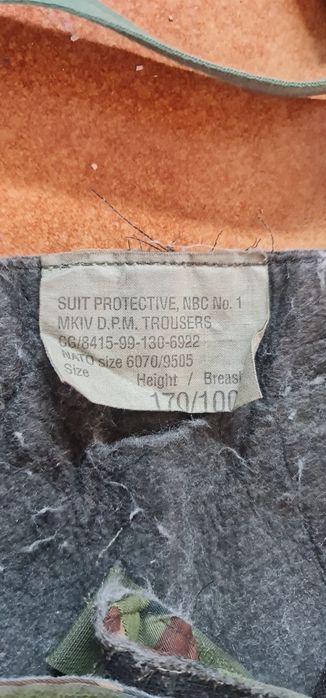 SUIT PROTECTIVE, NBC No. 1
MKIV D.P.M. TROUSERS
CG/8415-99-130-6922
NATO size 6070/9505
Size Height / Breast
170/100